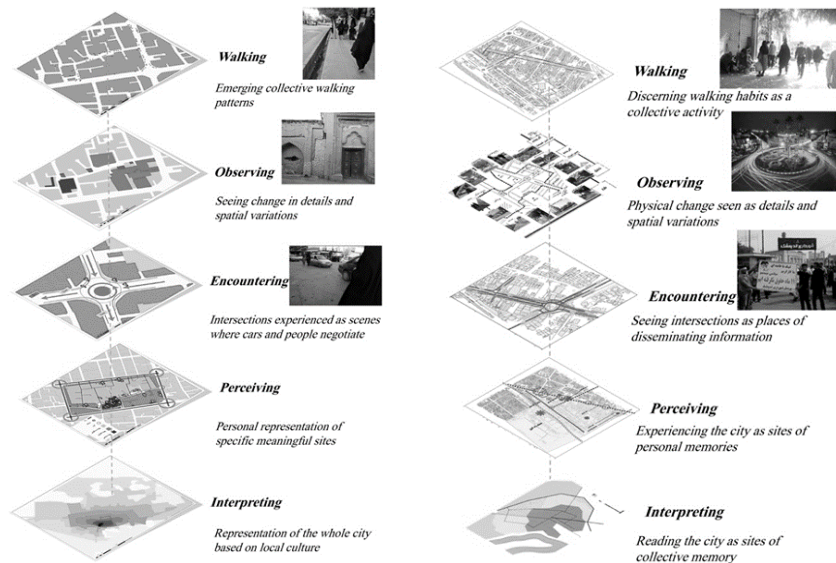 Walking
Emerging collective walking
patterns
Observing
Seeing change in details and
spatial variations
Encountering
Intersections experienced as scenes
where cars and people negotiate
Perceiving
Personal representation of
specific meaningful sites
Interpreting
Representation of the whole city
based on local culture
Walking
Discerning walking habits as a
collective activity
Observing
Physical change seen as details and
spatial variations
Encountering
Seeing intersections as places of
disseminating information
Perceiving
Experiencing the city as sites of
personal memories
Interpreting
Reading the city as sites of
collective memory